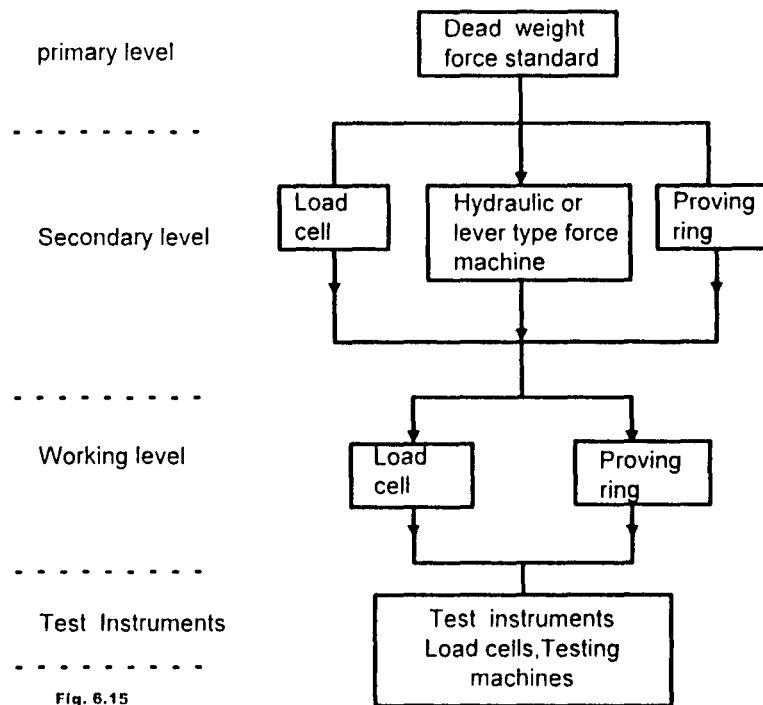 primary level
Dead weight
force standard
Secondary level
Load
cell
Hydraulic or
lever type force
machine
Proving
ring
Working level
Load
cell
Proving
ring
Test Instruments
Test instruments
Load cells,Testing
machines
Fig. 6.15